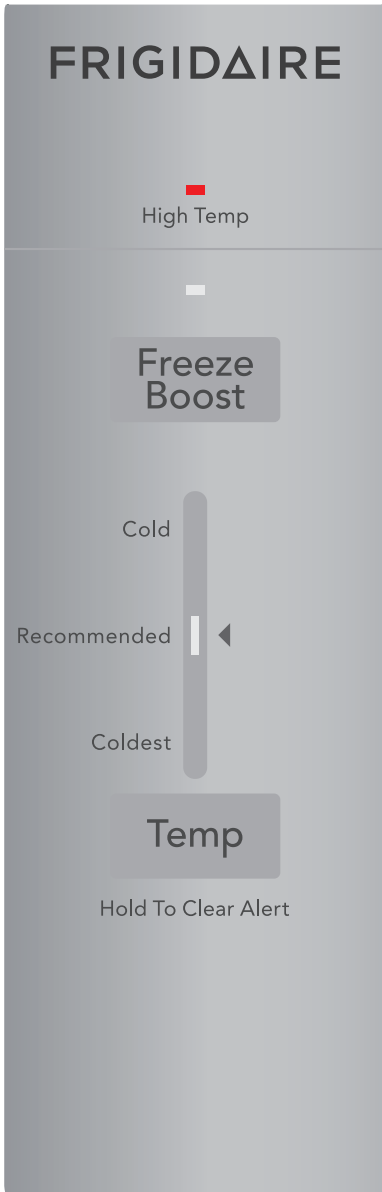 FRIGIDAIRE
High Temp
Freeze
Boost
Cold
Recommended
Coldest
Temp
Hold To Clear Alert